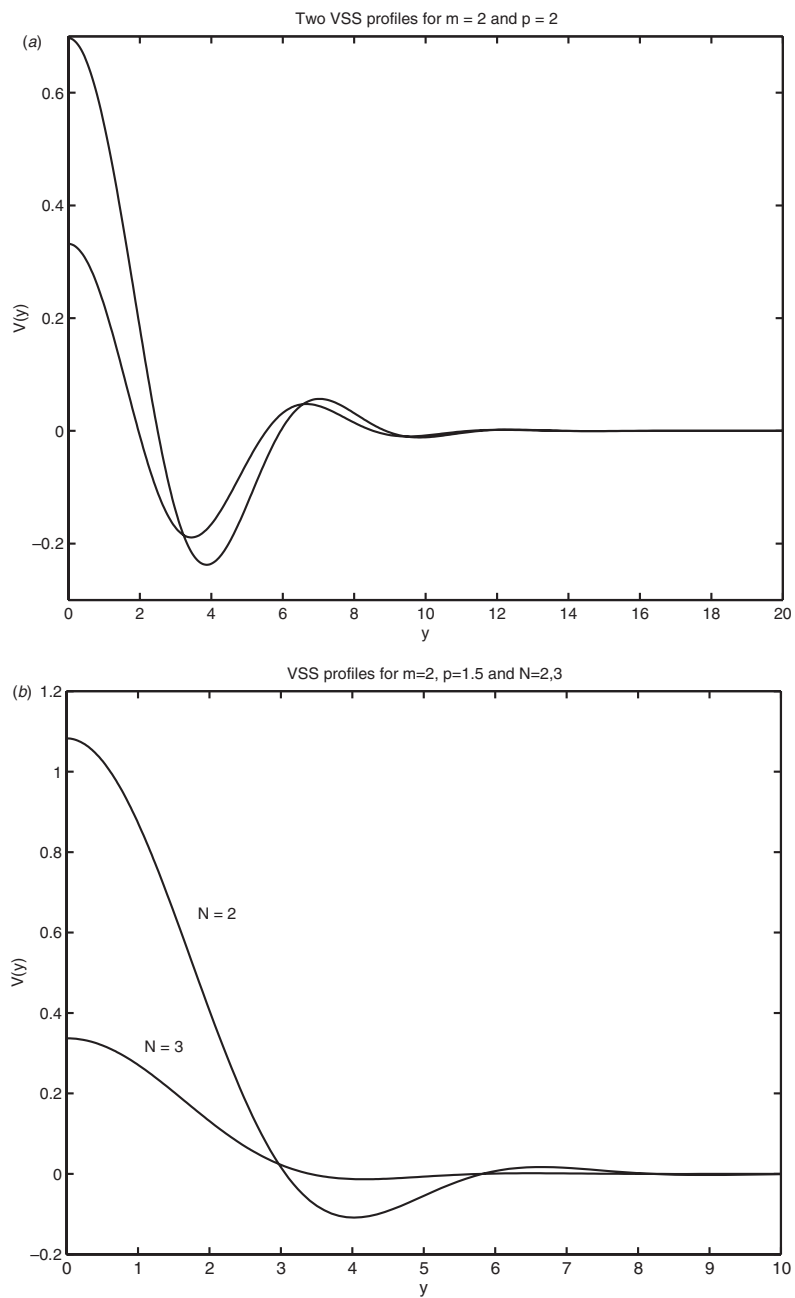 Two VSS profiles for m = 2 and p = 2
(a)
0.6
0.4
0.2
0
−0.2
V(y)
0 2 4 6 8 10 12 14 16 18 20
y
VSS profiles for m=2, p=1.5 and N=2,3
(b)
1.2
1
0.8
0.6
0.4
0.2
0
−0.2
V(y)
N = 2
N = 3
0 1 2 3 4 5 6 7 8 9 10
y